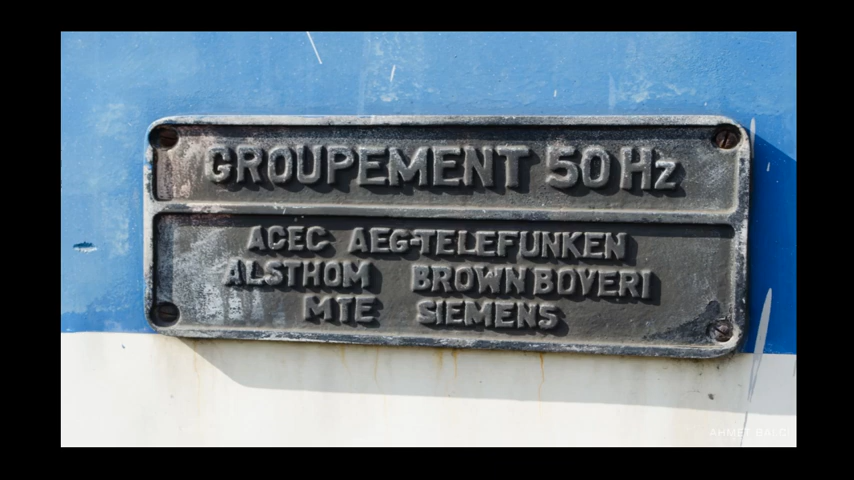 GROUPEMENT 50 Hz
ACEC AEG-TELEFUNKEN
ALSTHOM BROWN BOVERI
MTE SIEMENS
AHMET BALCI